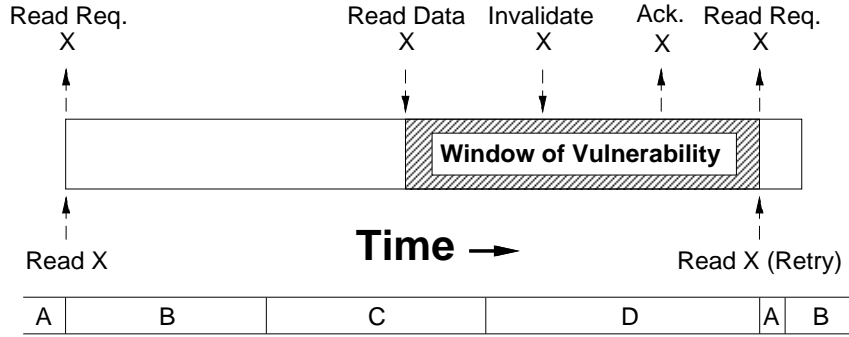 Read Req. Read Data Invalidate Ack. Read Req.
X X X X X
Window of Vulnerability
Time
Read X Read X (Retry)
A B C D A B